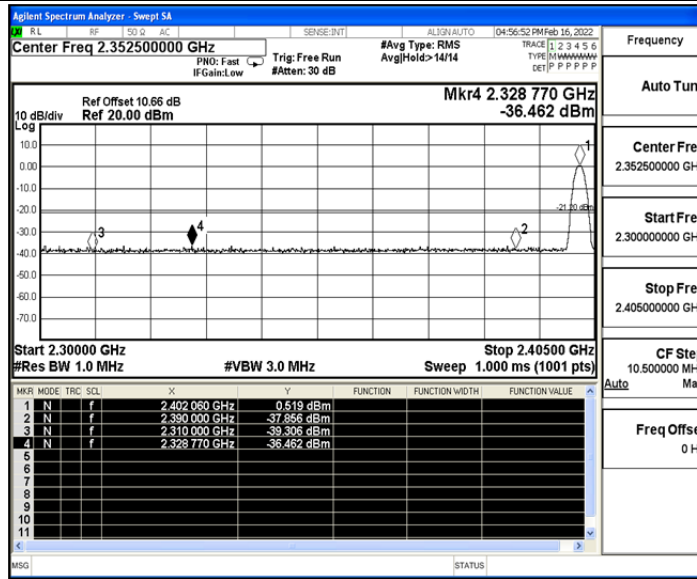 Agilent Spectrum Analyzer - Swept SA
RL RF 50 Ω AC SENSE:INT ALIGN AUTO 04:56:52 PM Feb 16, 2022
Center Freq 2.352500000 GHz #Avg Type: RMS TRACE 1 2 3 4 5 6
PNO: Fast Trig: Free Run Avg|Hold:> 14/14 TYPE M WWWWW
IFGain:Low #Atten: 30 dB DET P P P P P P
Ref Offset 10.66 dB Mkr4 2.328 770 GHz
10 dB/div Ref 20.00 dBm -36.462 dBm
Log
10.0
0.00
-10.0
-20.0
-30.0
-40.0
-50.0
-60.0
-70.0
1
-21.20 dBm
2
3
4
Start 2.30000 GHz Stop 2.40500 GHz
#Res BW 1.0 MHz #VBW 3.0 MHz Sweep 1.000 ms (1001 pts)
MKR MODE TRC SCL X Y FUNCTION FUNCTION WIDTH FUNCTION VALUE
1 N f 2.402 060 GHz 0.519 dBm
2 N f 2.390 000 GHz -37.856 dBm
3 N f 2.310 000 GHz -39.306 dBm
4 N f 2.328 770 GHz -36.462 dBm
5
6
7
8
9
10
11
MSG STATUS
Frequency
Auto Tun
Center Fre
2.352500000 GH
Start Fre
2.300000000 GH
Stop Fre
2.405000000 GH
CF Ste
10.500000 MH
Auto Ma
Freq Offse
0 H